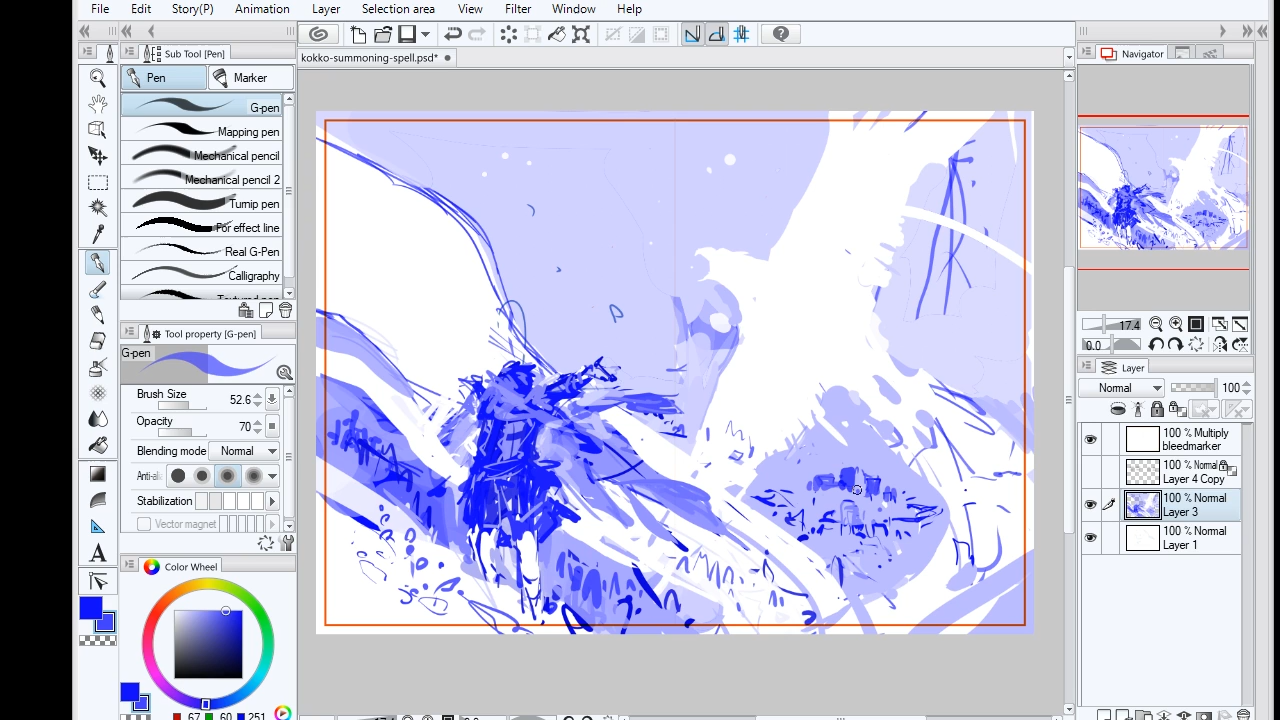 File Edit Story(P) Animation Layer Selection area View Filter Window Help
Sub Tool [Pen]
Navigator
kokko-summoning-spell.psd*
Pen Marker
G-pen
Mapping pen
Mechanical pencil
Mechanical pencil 2
Turnip pen
For effect line
Real G-Pen
Calligraphy
Tool property [G-pen]
G-pen
17.4
0.0
Layer
Brush Size 52.6
Normal 100
Opacity 70
Blending mode Normal
100 % Multiply
bleedmarker
Anti-al
100 % Normal
Layer 4 Copy
Stabilization
100 % Normal
Layer 3
Vector magnet
100 % Normal
Layer 1
A
Color Wheel
67 60 251